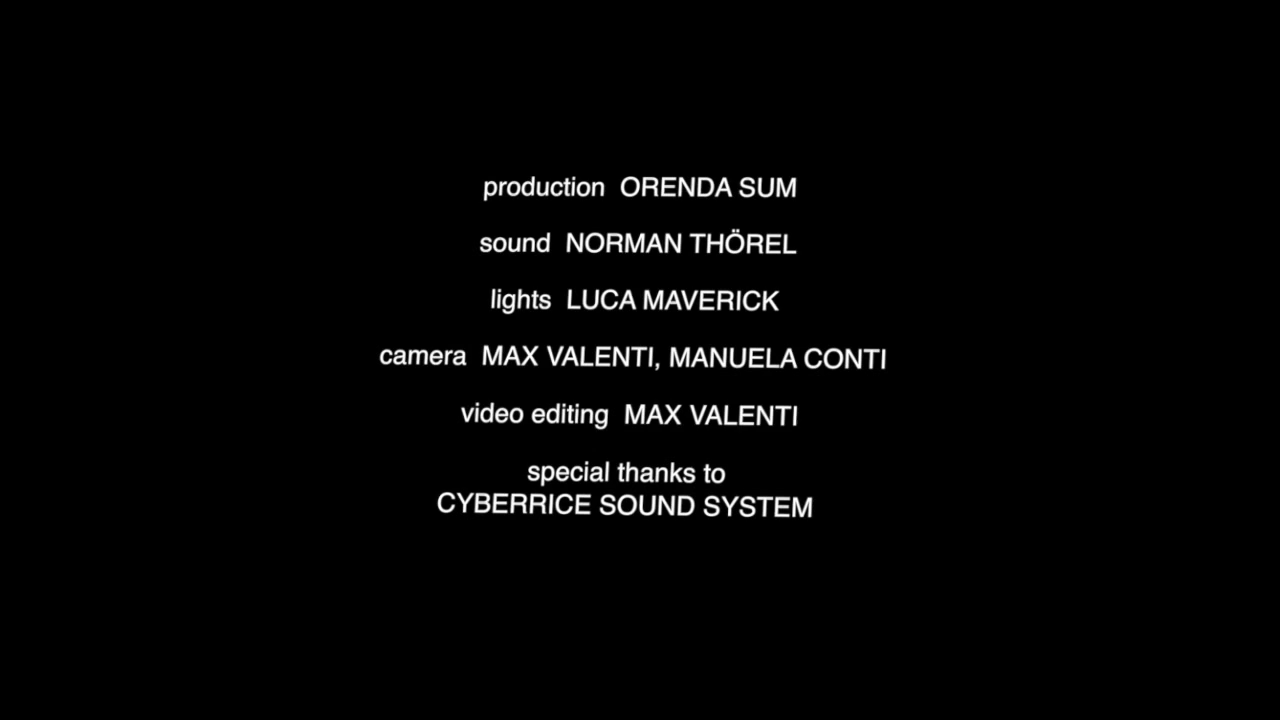 production ORENDA SUM
sound NORMAN THÖREL
lights LUCA MAVERICK
camera MAX VALENTI, MANUELA CONTI
video editing MAX VALENTI
special thanks to
CYBERRICE SOUND SYSTEM